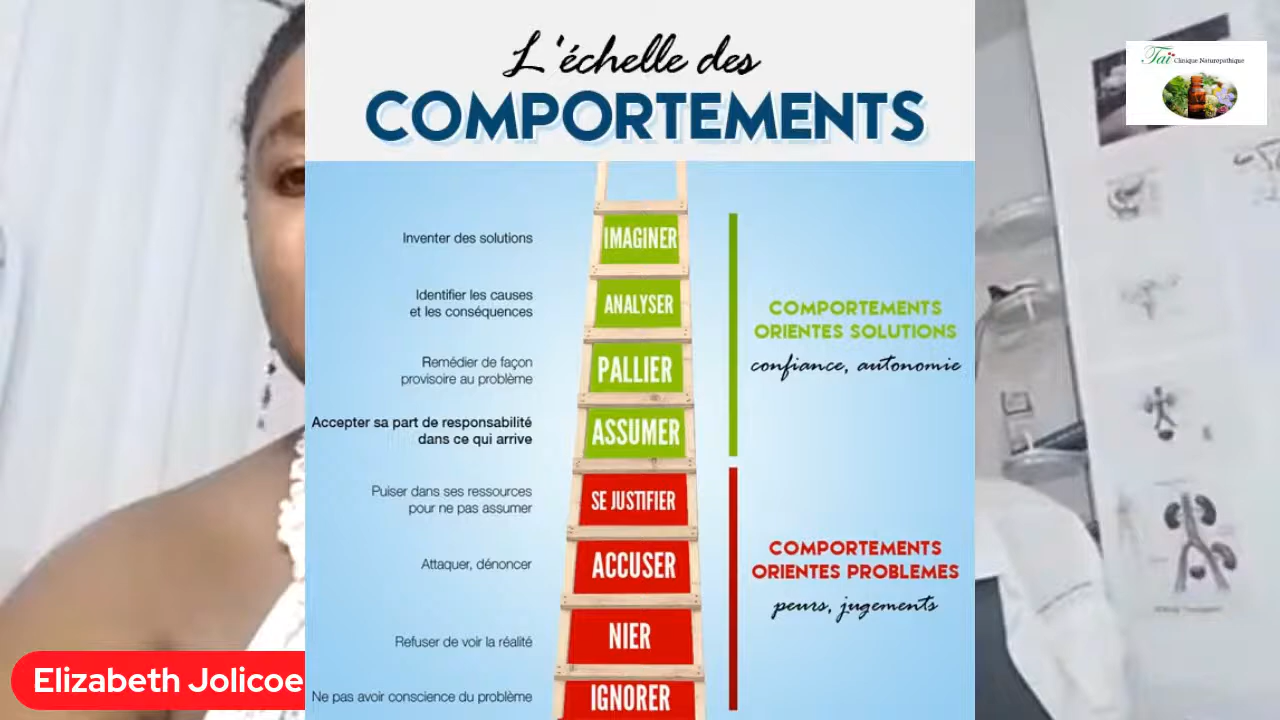 L'échelle des
COMPORTEMENTS
Taï Clinique Naturopathique
Inventer des solutions
IMAGINER
Identifier les causes
et les conséquences
ANALYSER
Remédier de façon
provisoire au problème
PALLIER
Accepter sa part de responsabilité
dans ce qui arrive
ASSUMER
COMPORTEMENTS
ORIENTES SOLUTIONS
confiance, autonomie
Puiser dans ses ressources
pour ne pas assumer
SE JUSTIFIER
Attaquer, dénoncer
ACCUSER
Refuser de voir la réalité
NIER
Ne pas avoir conscience du problème
IGNORER
COMPORTEMENTS
ORIENTES PROBLEMES
peurs, jugements
Elizabeth Jolicoe